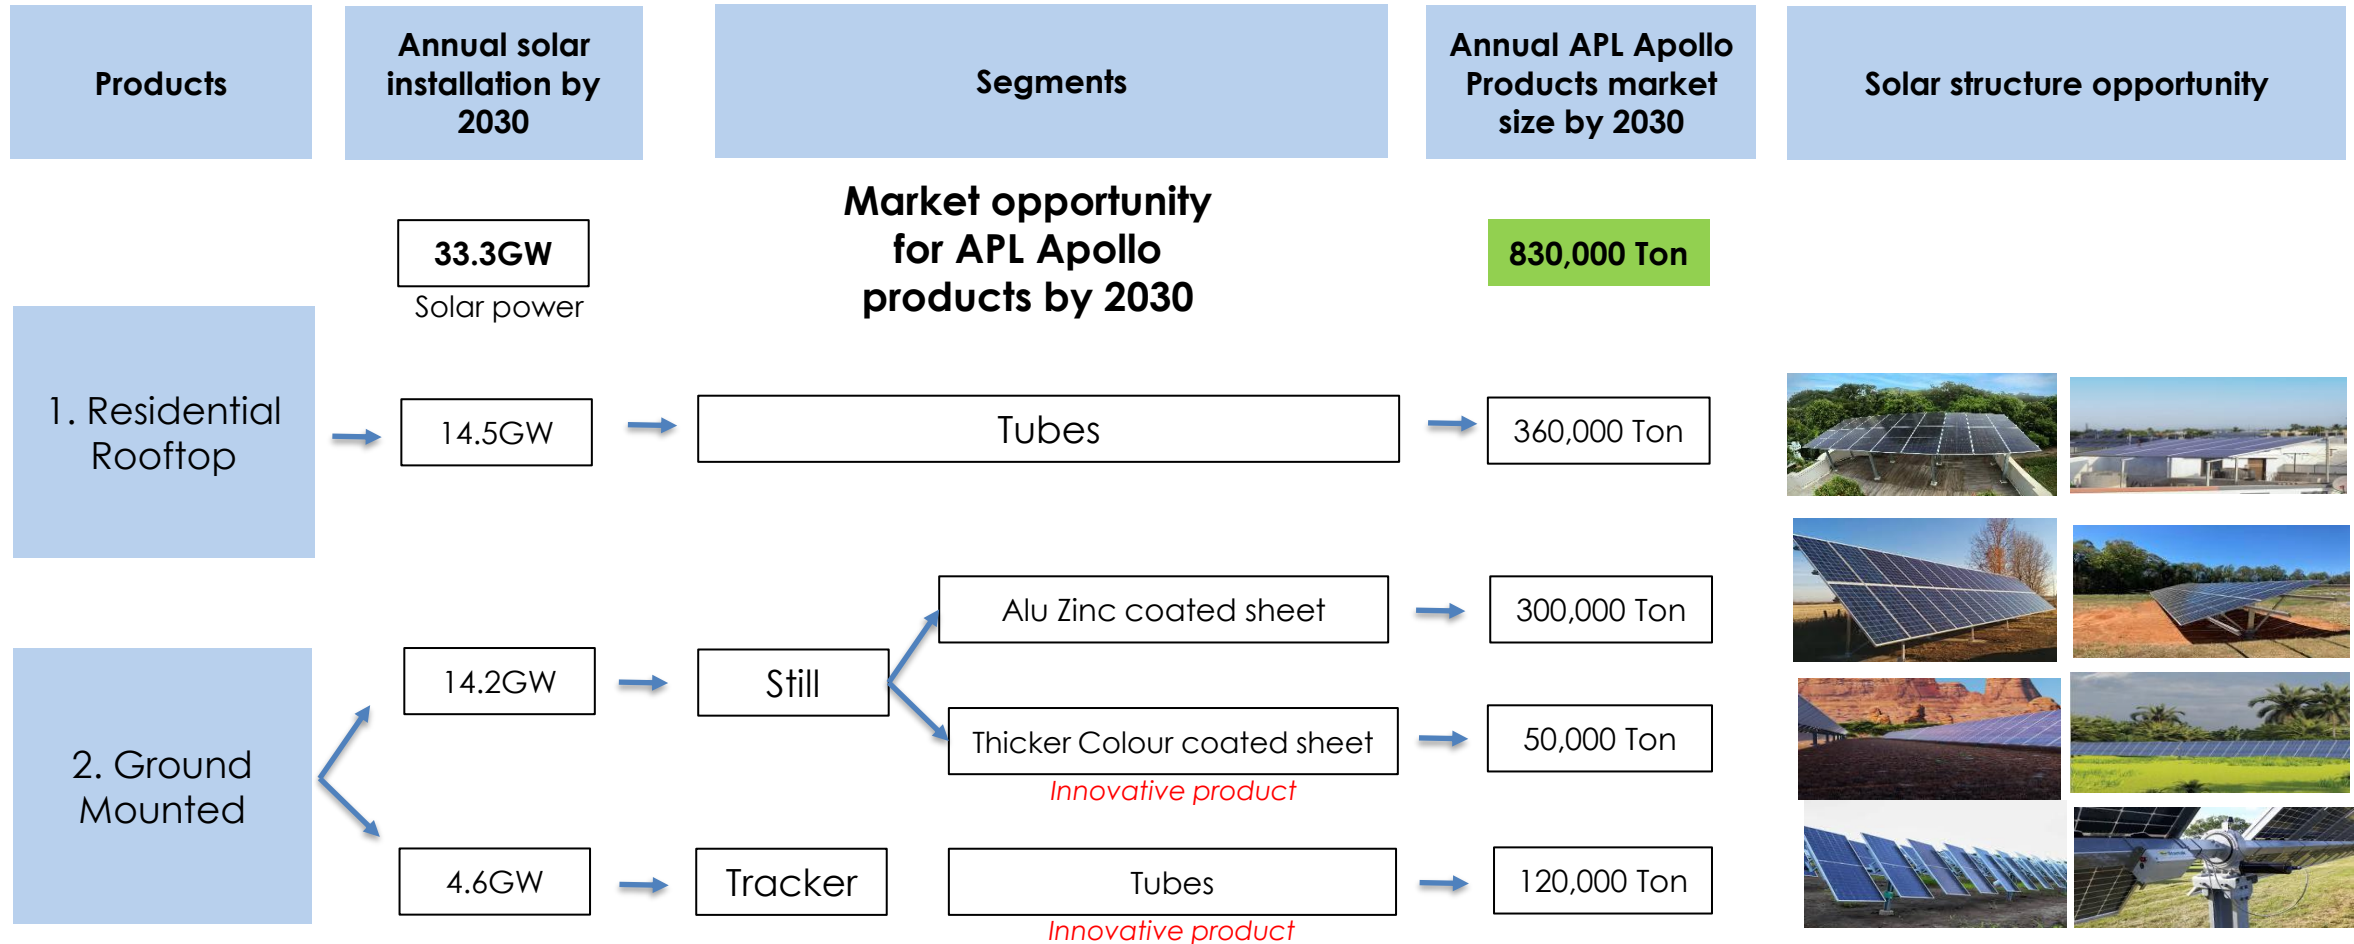 Products
Annual solar
installation by
2030
Segments
Annual APL Apollo
Products market
size by 2030
Solar structure opportunity
33.3GW
Solar power
Market opportunity
for APL Apollo
products by 2030
830,000 Ton
1. Residential
Rooftop
14.5GW
Tubes
360,000 Ton
2. Ground
Mounted
14.2GW
Still
Alu Zinc coated sheet
300,000 Ton
Thicker Colour coated sheet
Innovative product
50,000 Ton
4.6GW
Tracker
Tubes
Innovative product
120,000 Ton